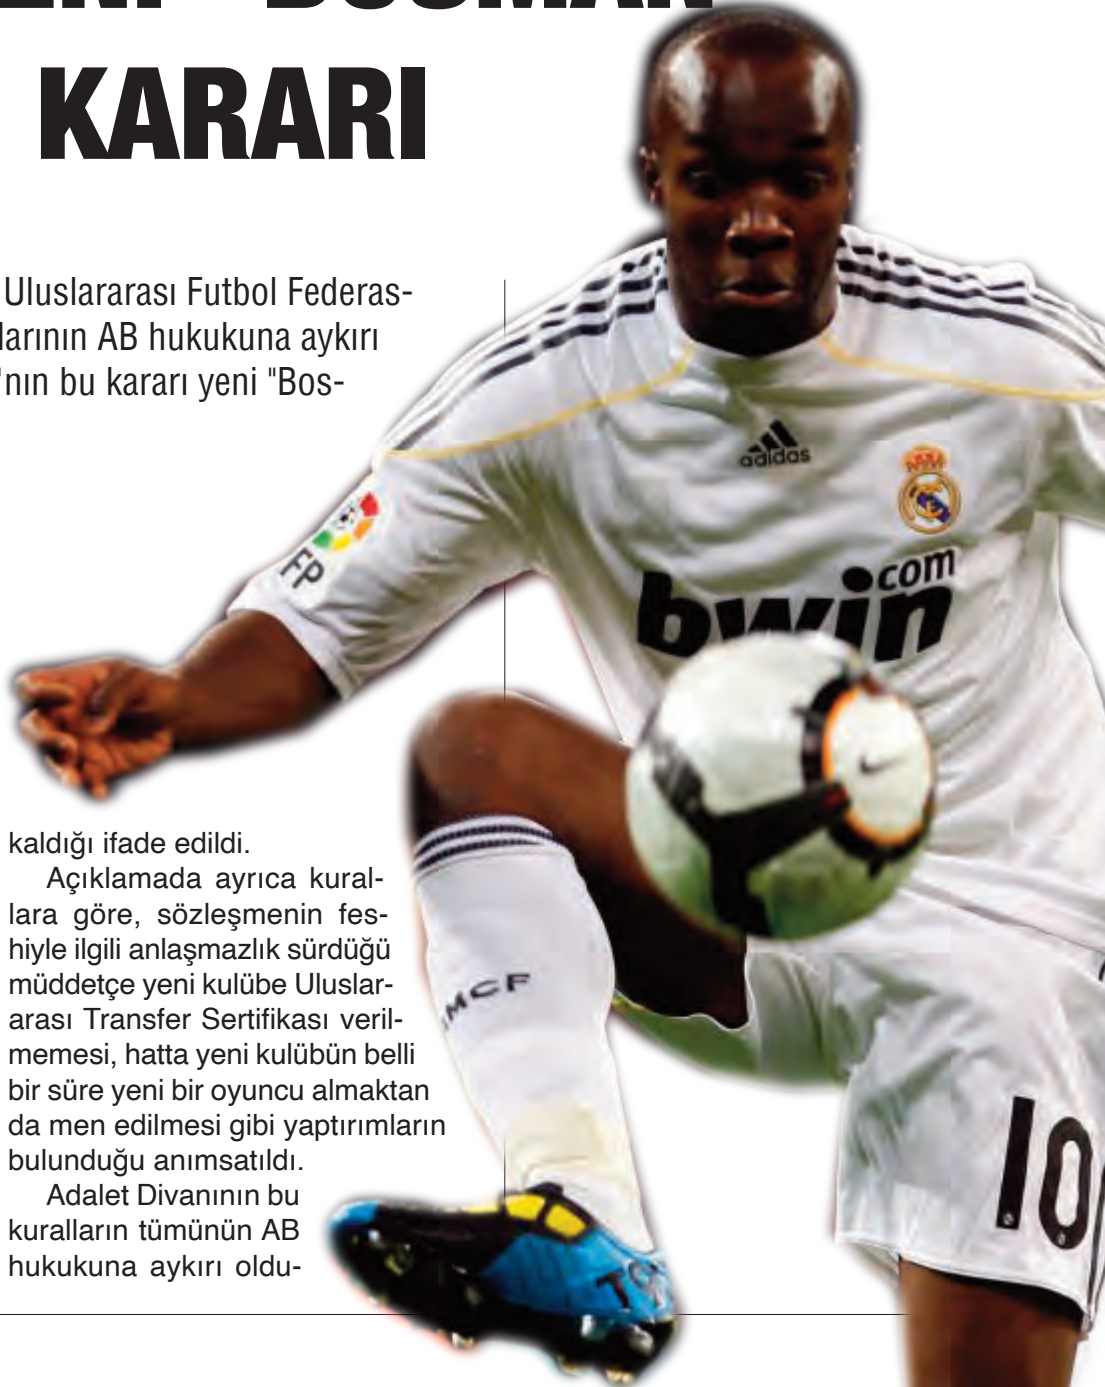 KARARI
Uluslararası Futbol Federas-
larının AB hukukuna aykırı
'nın bu kararı yeni "Bos-
adidas
FP
com
bwin
kaldığı ifade edildi.
Açıklamada ayrıca kural-
lara göre, sözleşmenin fes-
hiyle ilgili anlaşmazlık sürdüğü
müddetçe yeni kulübe Uluslar-
arası Transfer Sertifikası veril-
memesi, hatta yeni kulübün belli
bir süre yeni bir oyuncu almaktan
da men edilmesi gibi yaptırımların
bulunduğu anımsatıldı.
MCF
10
Adalet Divanının bu
kuralların tümünün AB
hukukuna aykırı oldu-